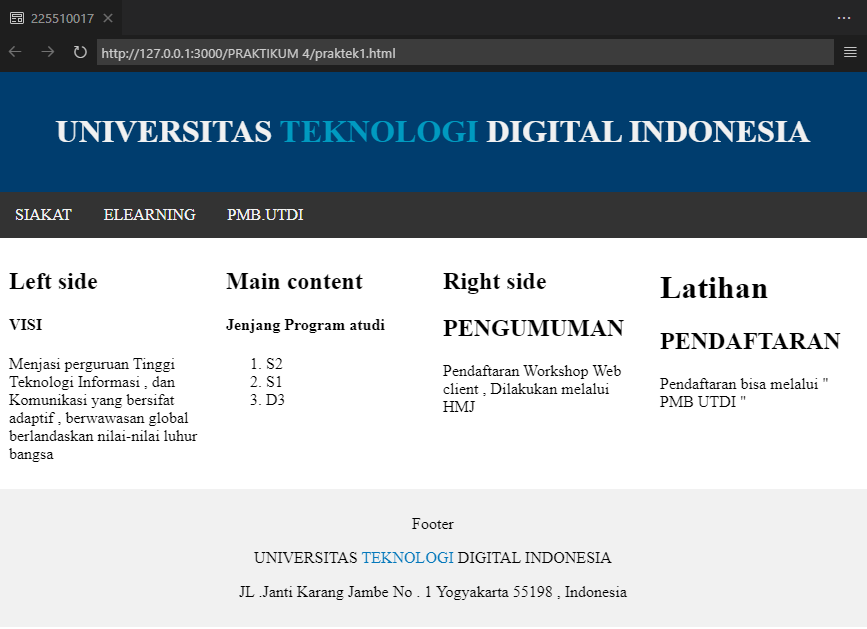 225510017
http://127.0.0.1:3000/PRAKTIKUM 4/praktek1.html
UNIVERSITAS TEKNOLOGI DIGITAL INDONESIA
SIAKAT ELEARNING PMB.UTDI
Left side
VISI
Menjasi perguruan Tinggi
Teknologi Informasi , dan
Komunikasi yang bersifat
adaptif , berwawasan global
berlandaskan nilai-nilai luhur
bangsa
Main content
Jenjang Program atudi
1. S2
2. S1
3. D3
Right side
PENGUMUMAN
Pendaftaran Workshop Web
client , Dilakukan melalui
HMJ
Latihan
PENDAFTARAN
Pendaftaran bisa melalui "
PMB UTDI "
Footer
UNIVERSITAS TEKNOLOGI DIGITAL INDONESIA
JL .Janti Karang Jambe No . 1 Yogyakarta 55198 , Indonesia